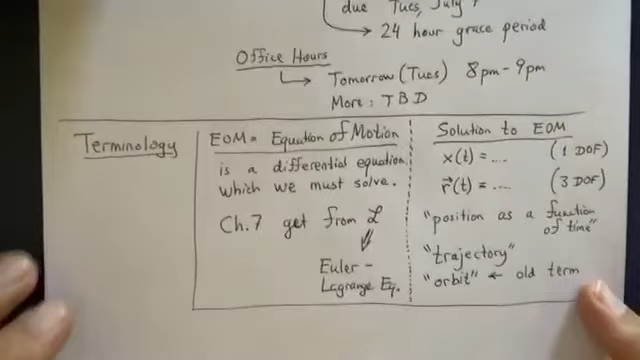 due Tues, July 7
24 hour grace period
Office Hours
Tomorrow (Tues) 8pm - 9pm
More: TBD
Terminology
EOM = Equation of Motion
is a differential equation
which we must solve.
Ch. 7 get from ℒ
Euler -
Lagrange Eq.
Solution to EOM
x(t) = .... (1 DOF)
r⃗(t) = .... (3 DOF)
"position as a function
of time"
"trajectory"
"orbit" ← old term